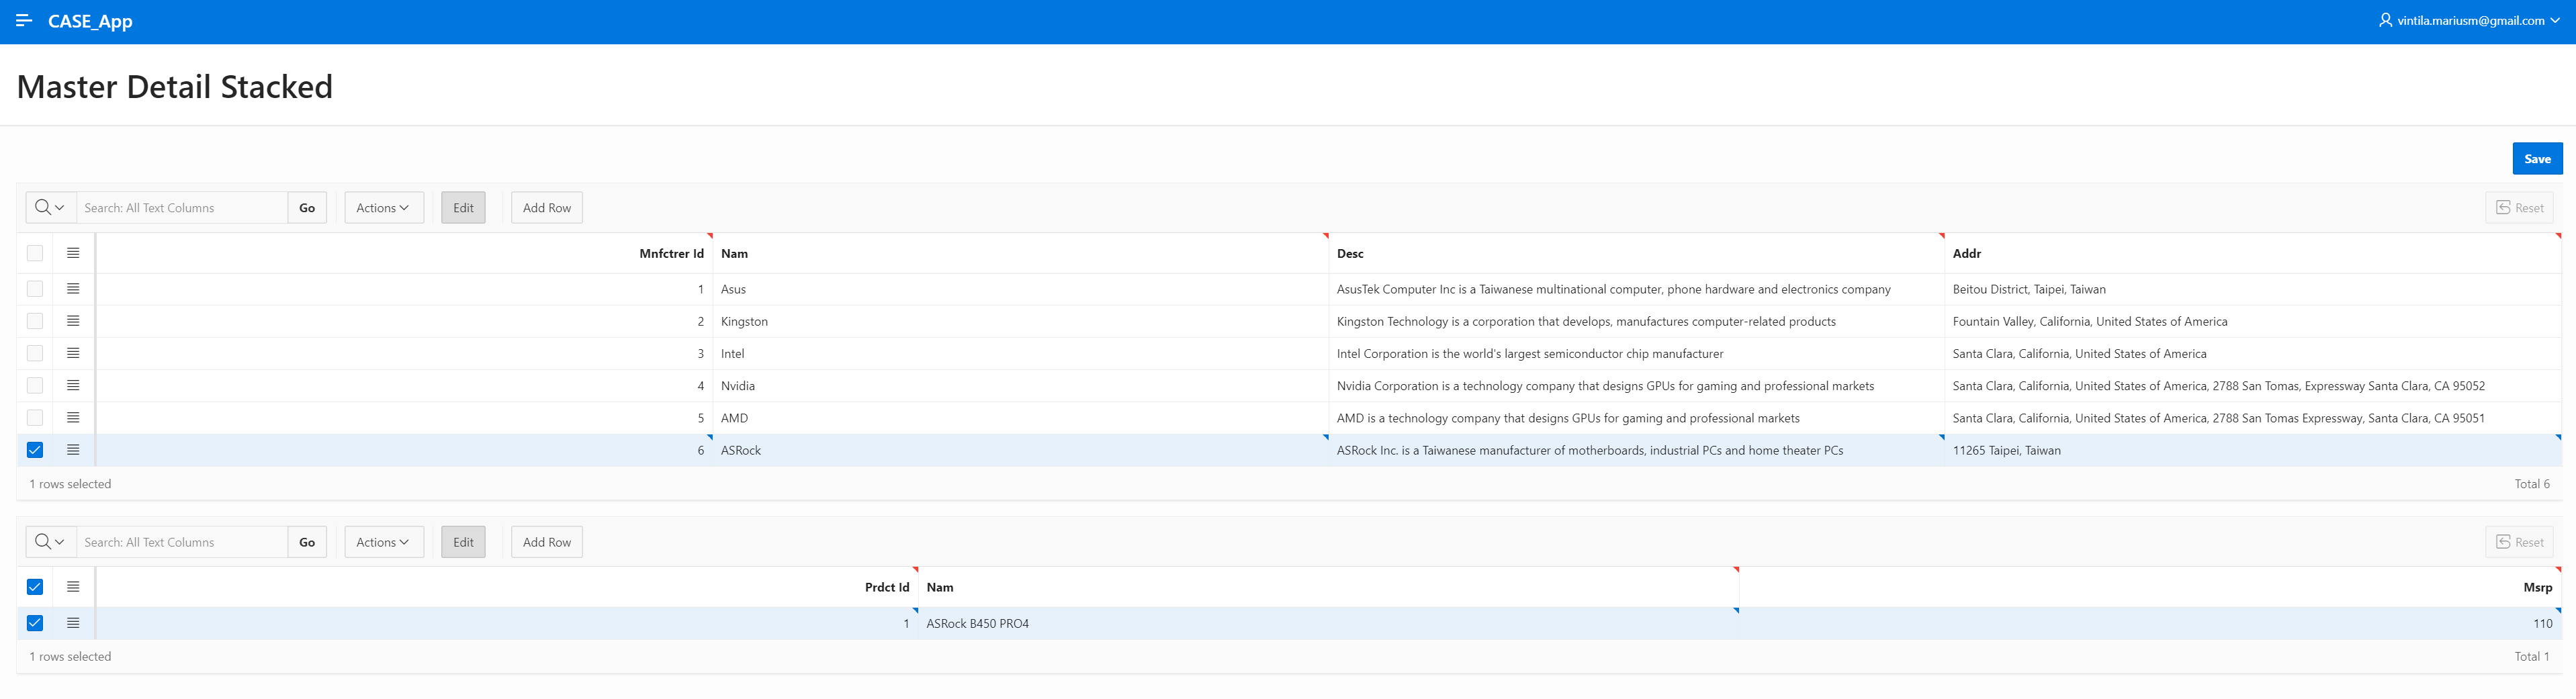 CASE_App vintila.mariusm@gmail.com
Master Detail Stacked
Save
Search: All Text Columns Go Actions Edit Add Row Reset
Mnfctrer Id Nam Desc Addr
1 Asus AsusTek Computer Inc is a Taiwanese multinational computer, phone hardware and electronics company Beitou District, Taipei, Taiwan
2 Kingston Kingston Technology is a corporation that develops, manufactures computer-related products Fountain Valley, California, United States of America
3 Intel Intel Corporation is the world's largest semiconductor chip manufacturer Santa Clara, California, United States of America
4 Nvidia Nvidia Corporation is a technology company that designs GPUs for gaming and professional markets Santa Clara, California, United States of America, 2788 San Tomas, Expressway Santa Clara, CA 95052
5 AMD AMD is a technology company that designs GPUs for gaming and professional markets Santa Clara, California, United States of America, 2788 San Tomas Expressway, Santa Clara, CA 95051
6 ASRock ASRock Inc. is a Taiwanese manufacturer of motherboards, industrial PCs and home theater PCs 11265 Taipei, Taiwan
1 rows selected Total 6
Search: All Text Columns Go Actions Edit Add Row Reset
Prdct Id Nam Msrp
1 ASRock B450 PRO4 110
1 rows selected Total 1